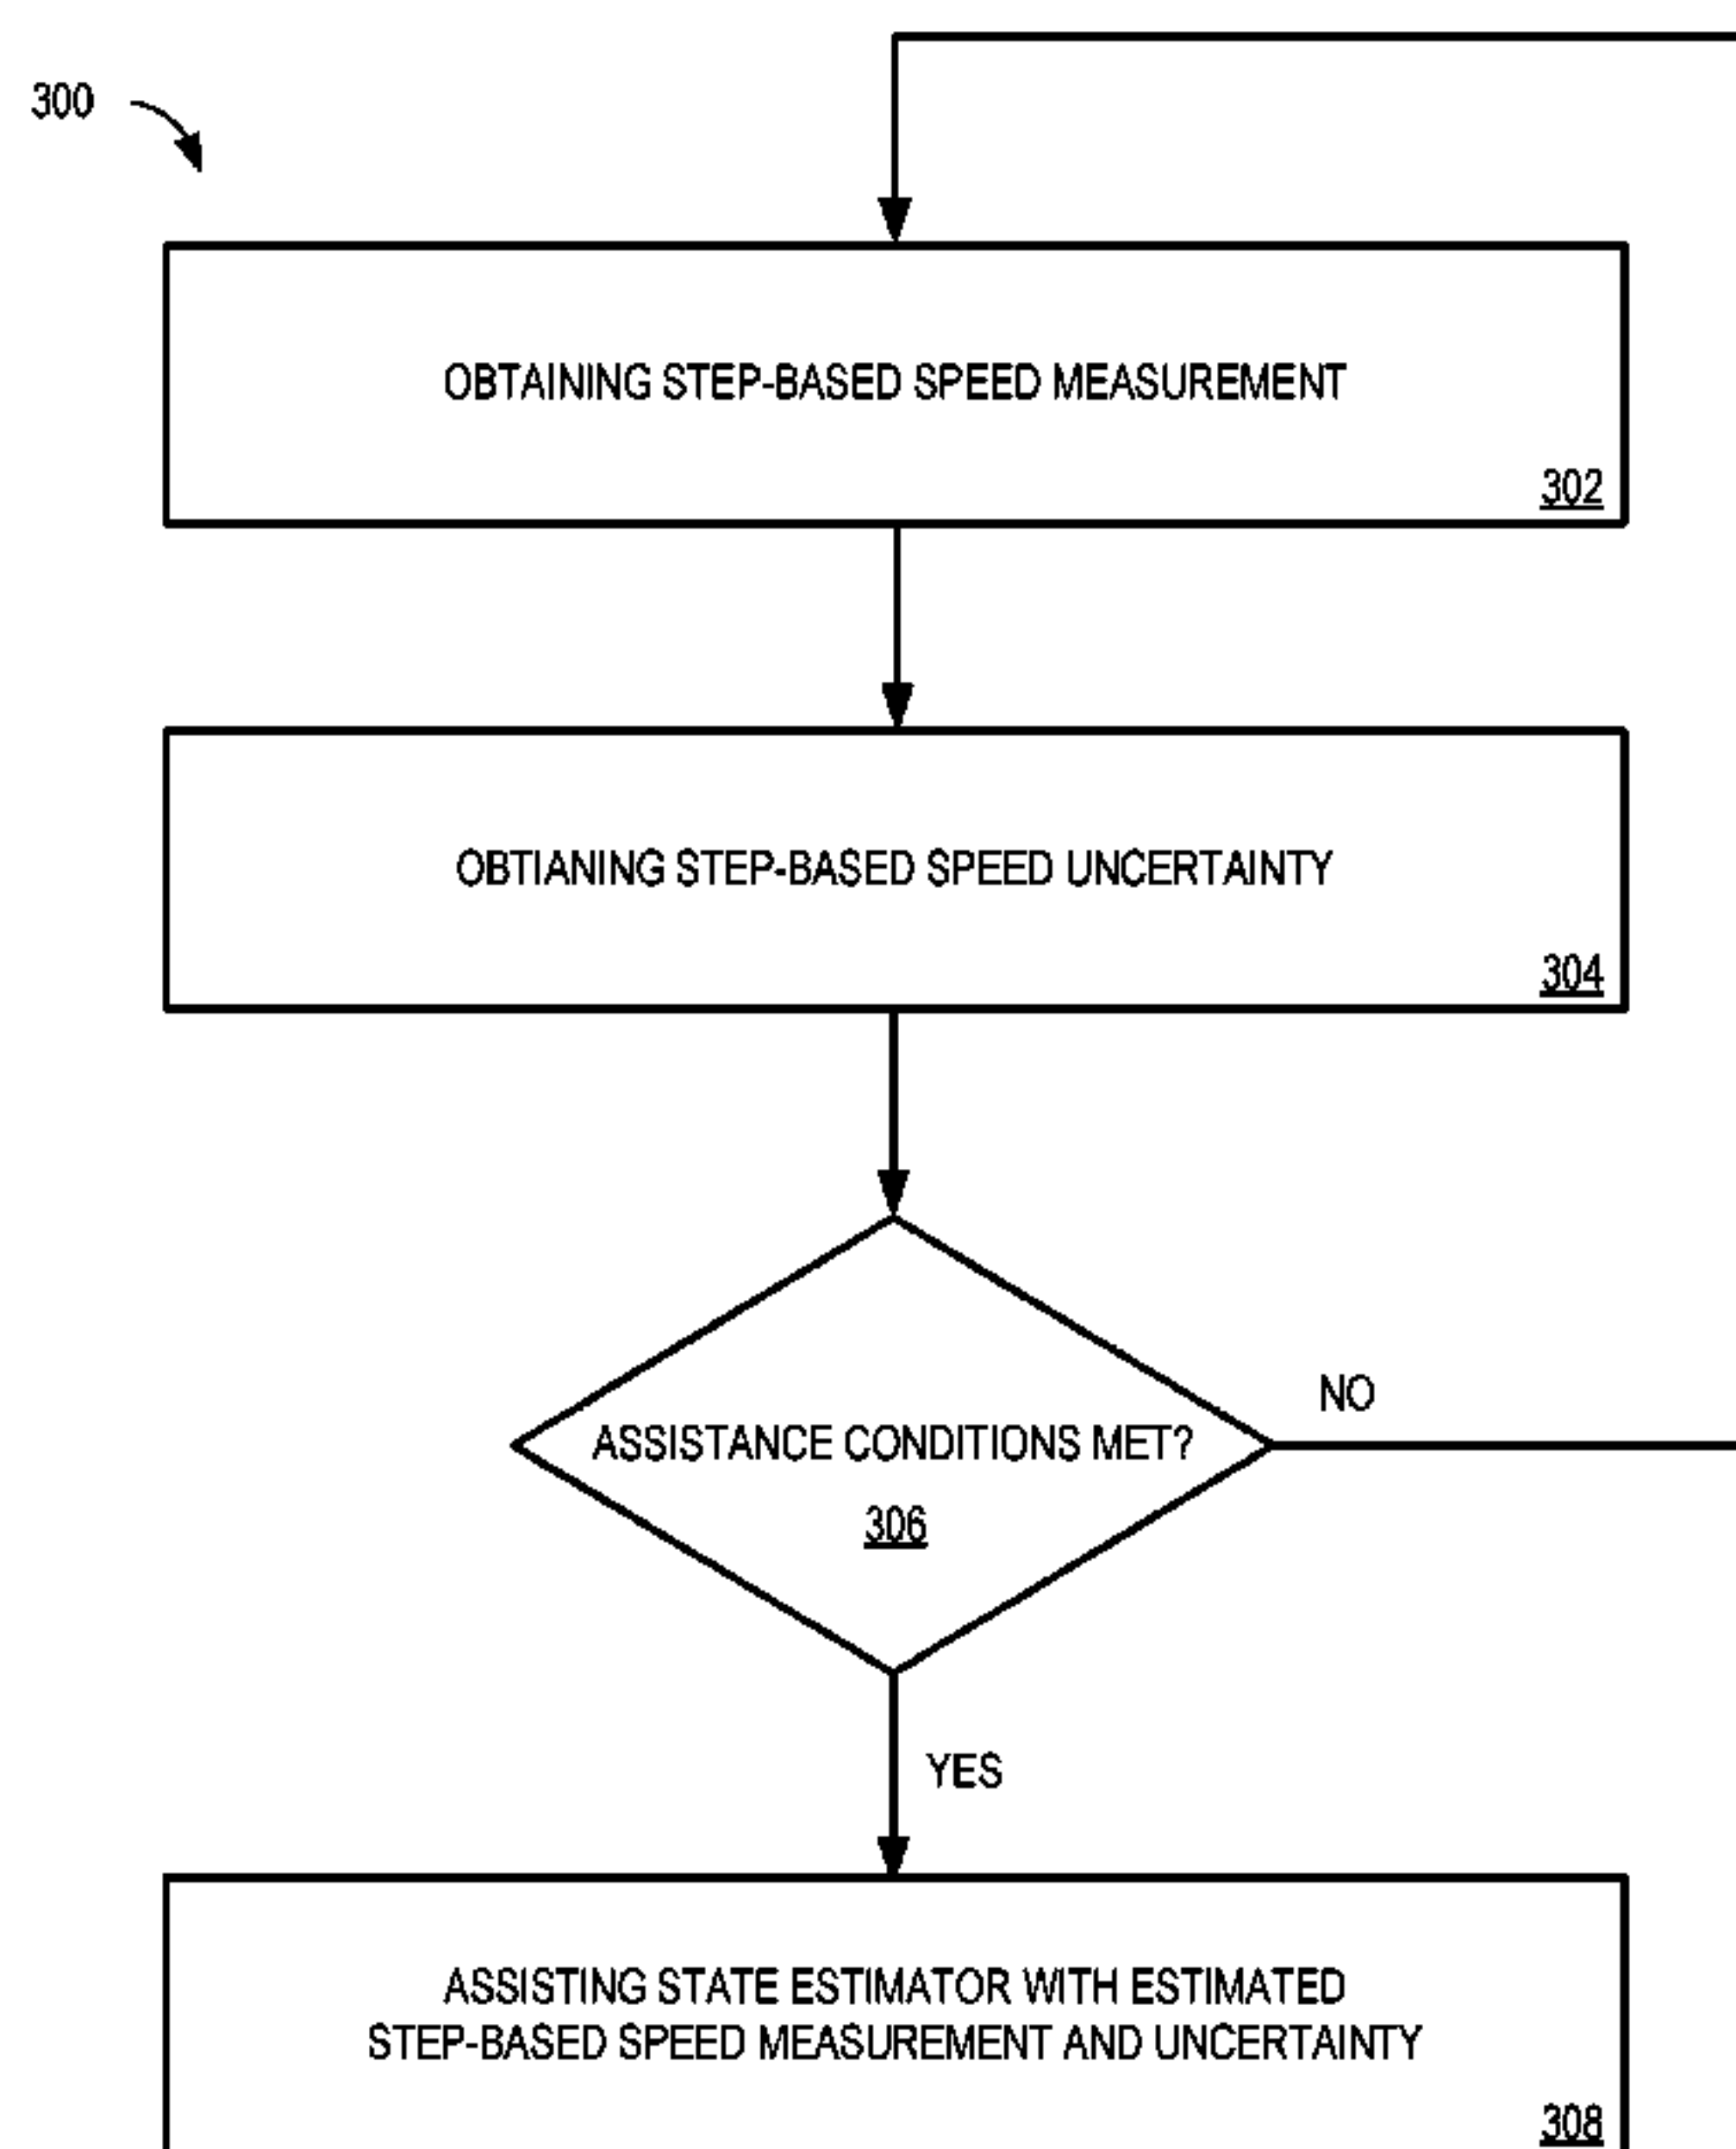 300
OBTAINING STEP-BASED SPEED MEASUREMENT
302
OBTIANING STEP-BASED SPEED UNCERTAINTY
304
ASSISTANCE CONDITIONS MET?
306
NO
YES
ASSISTING STATE ESTIMATOR WITH ESTIMATED
STEP-BASED SPEED MEASUREMENT AND UNCERTAINTY
308